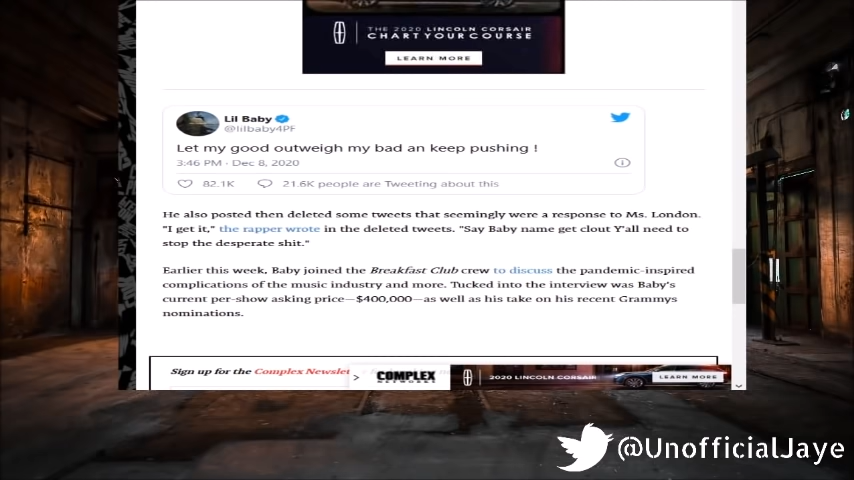 THE 2020 LINCOLN CORSAIR
CHART YOUR COURSE
LEARN MORE
Lil Baby
@lilbaby4PF
Let my good outweigh my bad an keep pushing !
3:46 PM · Dec 8, 2020
82.1K 21.6K people are Tweeting about this
He also posted then deleted some tweets that seemingly were a response to Ms. London.
"I get it," the rapper wrote in the deleted tweets. "Say Baby name get clout Y'all need to
stop the desperate shit."
Earlier this week, Baby joined the Breakfast Club crew to discuss the pandemic-inspired
complications of the music industry and more. Tucked into the interview was Baby's
current per-show asking price—$400,000—as well as his take on his recent Grammys
nominations.
Sign up for the Complex Newslet
COMPLEX
NETWORKS
2020 LINCOLN CORSAIR
LEARN MORE
@UnofficialJaye